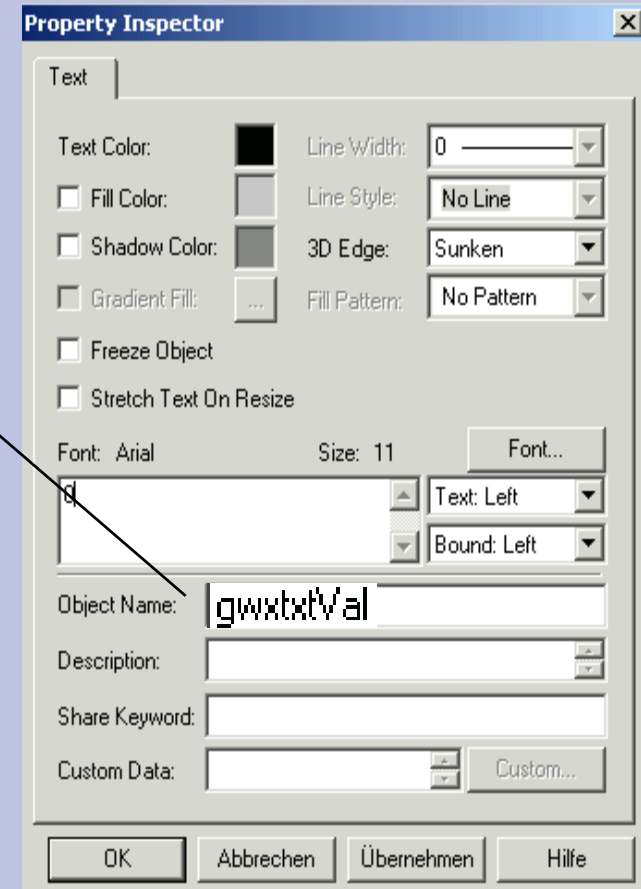 Property Inspector
Text
Text Color: Line Width: 0
Fill Color: Line Style: No Line
Shadow Color: 3D Edge: Sunken
Gradient Fill: ... Fill Pattern: No Pattern
Freeze Object
Stretch Text On Resize
Font: Arial Size: 11 Font...
0 Text: Left
Bound: Left
Object Name: gwxtxtVal
Description:
Share Keyword:
Custom Data: Custom...
OK Abbrechen Übernehmen Hilfe